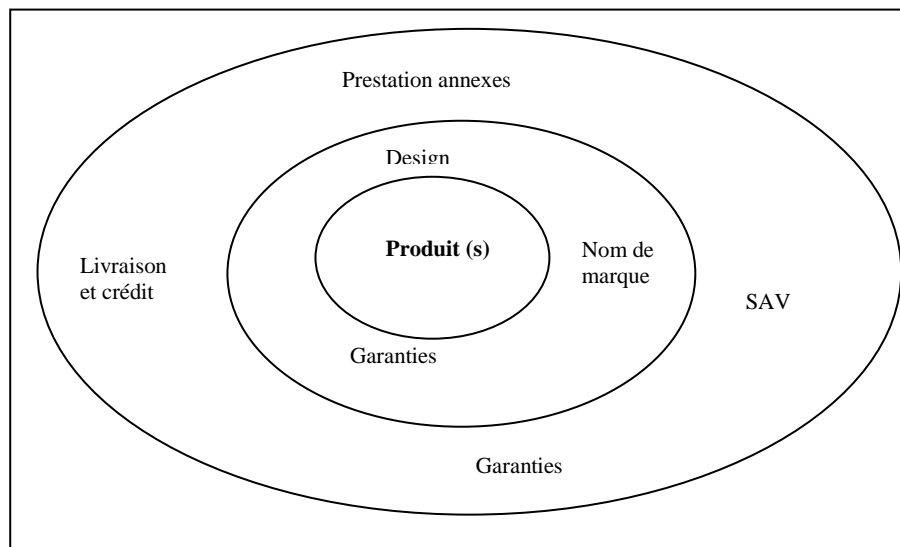 Prestation annexes
Design
Produit (s)
Nom de
marque
Livraison
et crédit
SAV
Garanties
Garanties